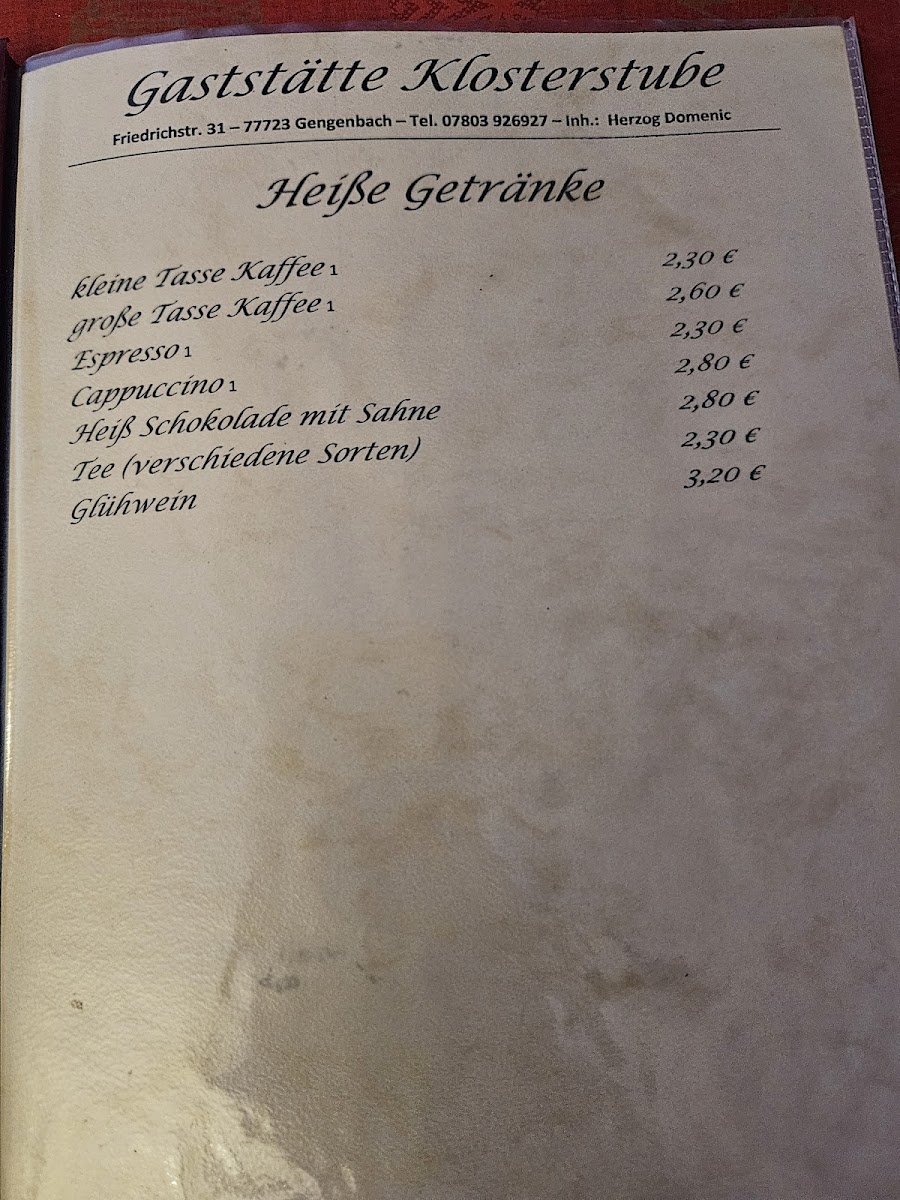 Gaststätte Klosterstube
Friedrichstr. 31 – 77723 Gengenbach – Tel. 07803 926927 – Inh.: Herzog Domenic
Heiße Getränke
kleine Tasse Kaffee 1 2,30 €
große Tasse Kaffee 1 2,60 €
Espresso 1 2,30 €
Cappuccino 1 2,80 €
Heiß Schokolade mit Sahne 2,80 €
Tee (verschiedene Sorten) 2,30 €
Glühwein 3,20 €